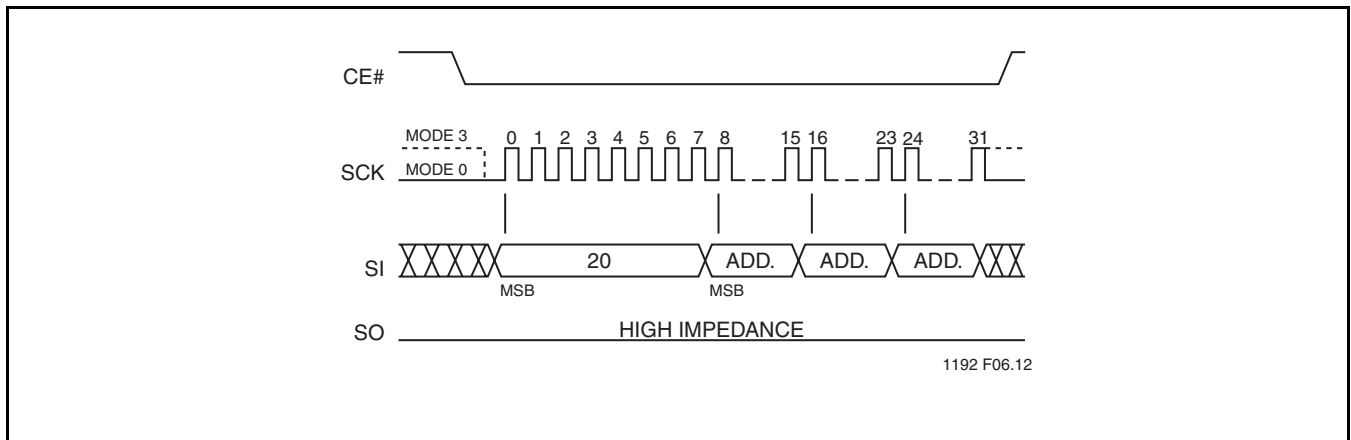 CE#
MODE 3
0 1 2 3 4 5 6 7 8 15 16 23 24 31
SCK
MODE 0
SI
20 ADD. ADD. ADD.
MSB MSB
SO
HIGH IMPEDANCE
1192 F06.12